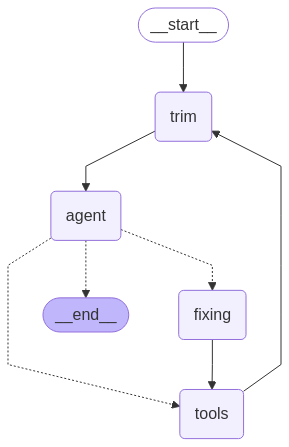 __start__
trim
agent
__end__
fixing
tools